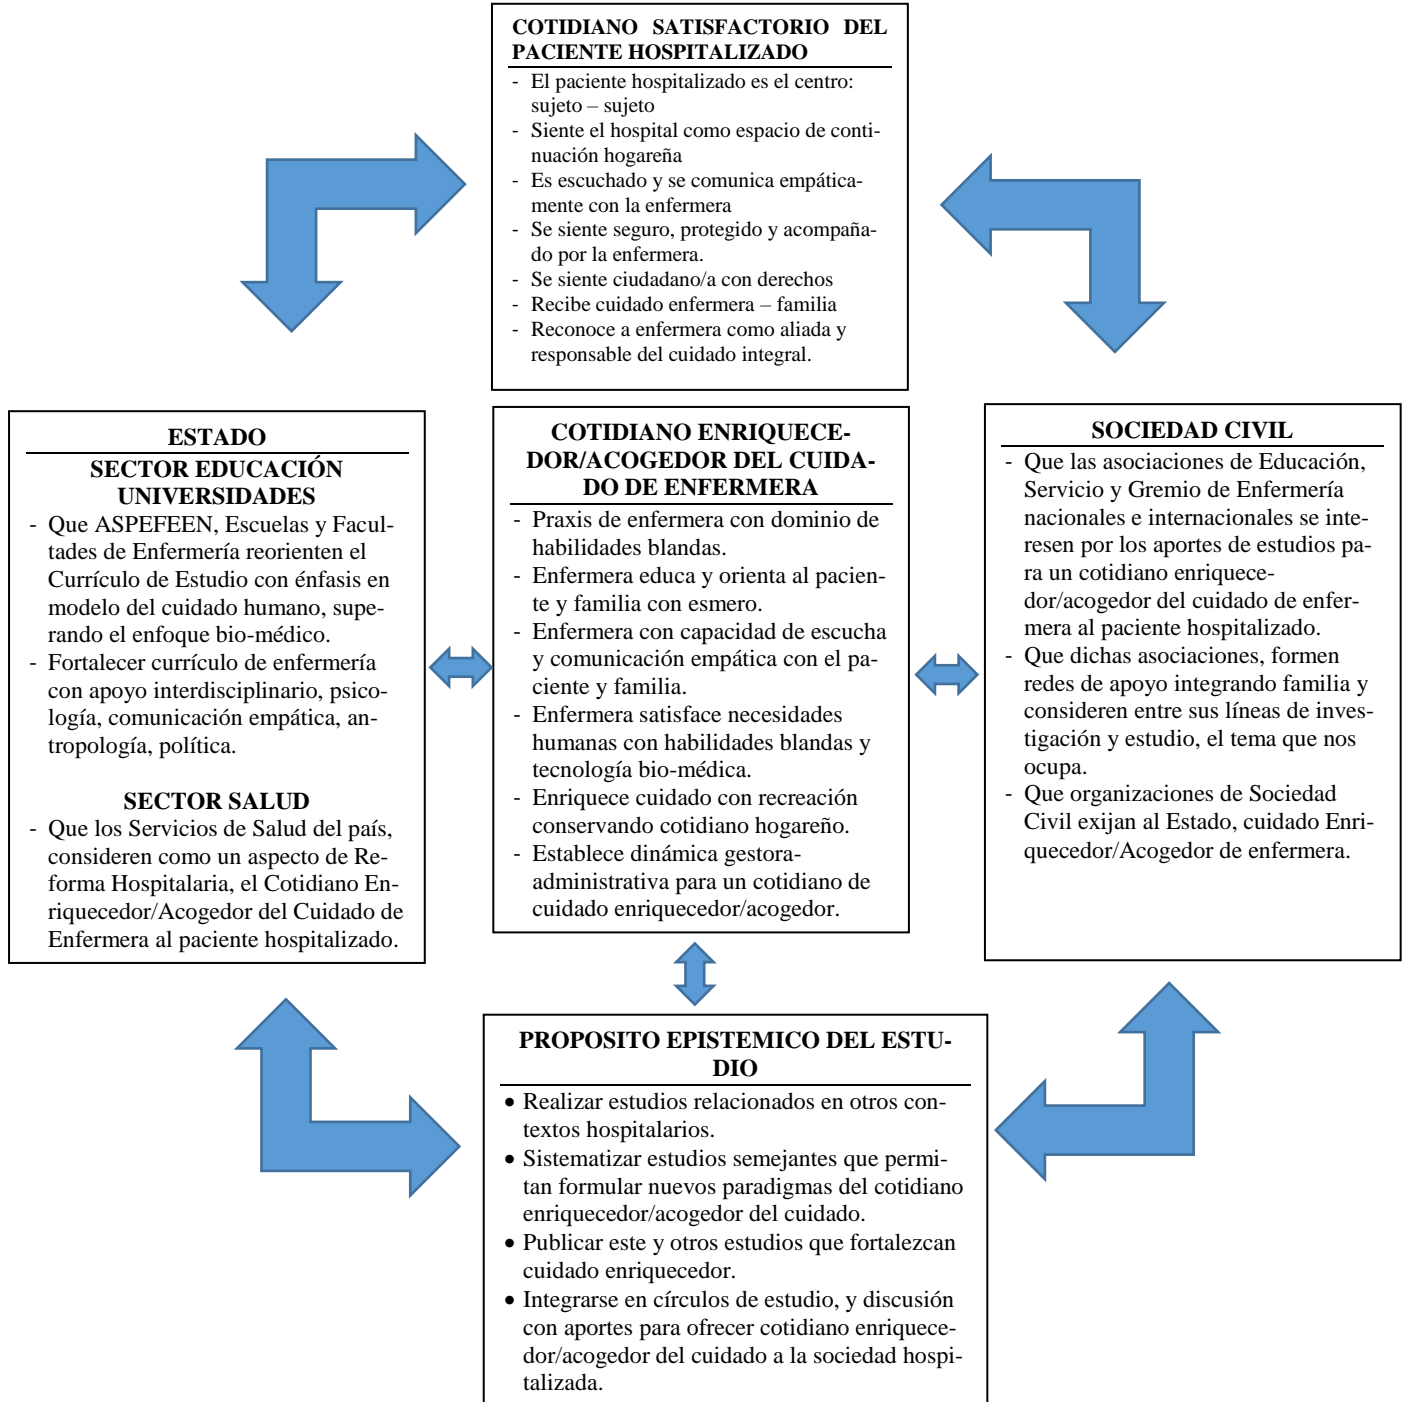 COTIDIANO SATISFACTORIO DEL
PACIENTE HOSPITALIZADO
- El paciente hospitalizado es el centro:
sujeto – sujeto
- Siente el hospital como espacio de conti-
nuación hogareña
- Es escuchado y se comunica empática-
mente con la enfermera
- Se siente seguro, protegido y acompaña-
do por la enfermera.
- Se siente ciudadano/a con derechos
- Recibe cuidado enfermera – familia
- Reconoce a enfermera como aliada y
responsable del cuidado integral.
ESTADO
SECTOR EDUCACIÓN
UNIVERSIDADES
- Que ASPEFEEN, Escuelas y Facul-
tades de Enfermería reorienten el
Currículo de Estudio con énfasis en
modelo del cuidado humano, supe-
rando el enfoque bio-médico.
- Fortalecer currículo de enfermería
con apoyo interdisciplinario, psico-
logía, comunicación empática, an-
tropología, política.
SECTOR SALUD
- Que los Servicios de Salud del país,
consideren como un aspecto de Re-
forma Hospitalaria, el Cotidiano En-
riquecedor/Acogedor del Cuidado de
Enfermera al paciente hospitalizado.
COTIDIANO ENRIQUECE-
DOR/ACOGEDOR DEL CUIDA-
DO DE ENFERMERA
- Praxis de enfermera con dominio de
habilidades blandas.
- Enfermera educa y orienta al pacien-
te y familia con esmero.
- Enfermera con capacidad de escucha
y comunicación empática con el pa-
ciente y familia.
- Enfermera satisface necesidades
humanas con habilidades blandas y
tecnología bio-médica.
- Enriquece cuidado con recreación
conservando cotidiano hogareño.
- Establece dinámica gestora-
administrativa para un cotidiano de
cuidado enriquecedor/acogedor.
SOCIEDAD CIVIL
- Que las asociaciones de Educación,
Servicio y Gremio de Enfermería
nacionales e internacionales se inte-
resen por los aportes de estudios pa-
ra un cotidiano enriquece-
dor/acogedor del cuidado de enfer-
mera al paciente hospitalizado.
- Que dichas asociaciones, formen
redes de apoyo integrando familia y
consideren entre sus líneas de inves-
tigación y estudio, el tema que nos
ocupa.
- Que organizaciones de Sociedad
Civil exijan al Estado, cuidado Enri-
quecedor/Acogedor de enfermera.
PROPOSITO EPISTEMICO DEL ESTU-
DIO
• Realizar estudios relacionados en otros con-
textos hospitalarios.
• Sistematizar estudios semejantes que permi-
tan formular nuevos paradigmas del cotidiano
enriquecedor/acogedor del cuidado.
• Publicar este y otros estudios que fortalezcan
cuidado enriquecedor.
• Integrarse en círculos de estudio, y discusión
con aportes para ofrecer cotidiano enriquece-
dor/acogedor del cuidado a la sociedad hospi-
talizada.